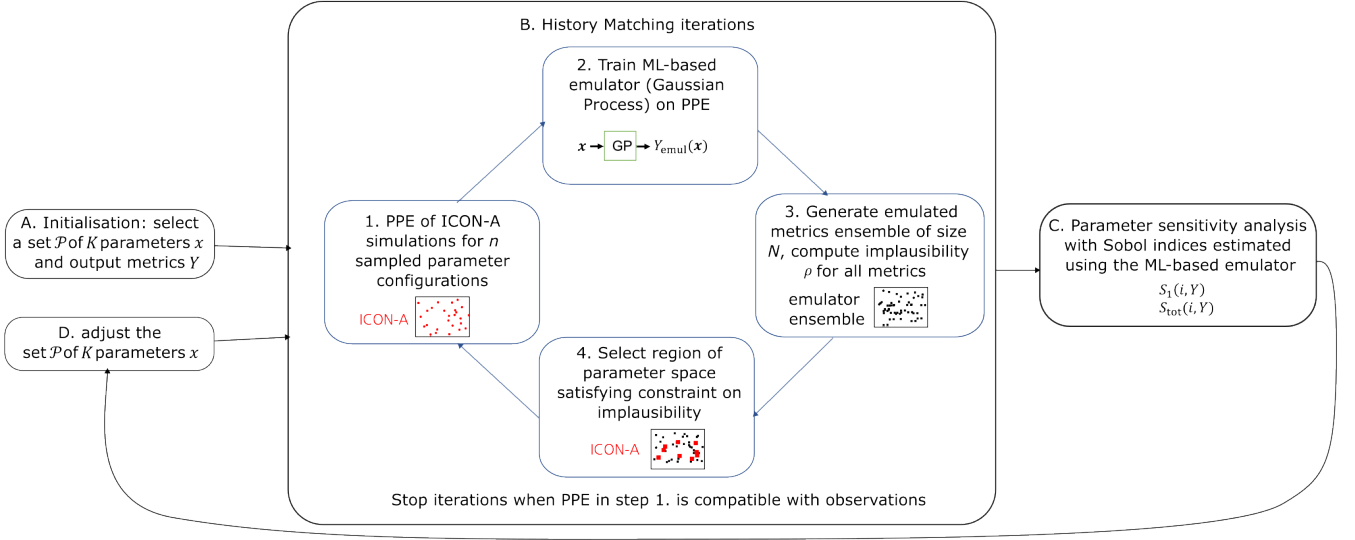 B. History Matching iterations
2. Train ML-based
emulator (Gaussian
Process) on PPE
x GP Y_emul(x)
A. Initialisation: select
a set 𝒫 of K parameters x
and output metrics Y
1. PPE of ICON-A
simulations for n
sampled parameter
configurations
ICON-A
3. Generate emulated
metrics ensemble of size
N, compute implausibility
ρ for all metrics
emulator
ensemble
C. Parameter sensitivity analysis
with Sobol indices estimated
using the ML-based emulator
S_1(i, Y)
S_tot(i, Y)
D. adjust the
set 𝒫 of K parameters x
4. Select region of
parameter space
satisfying constraint on
implausibility
ICON-A
Stop iterations when PPE in step 1. is compatible with observations